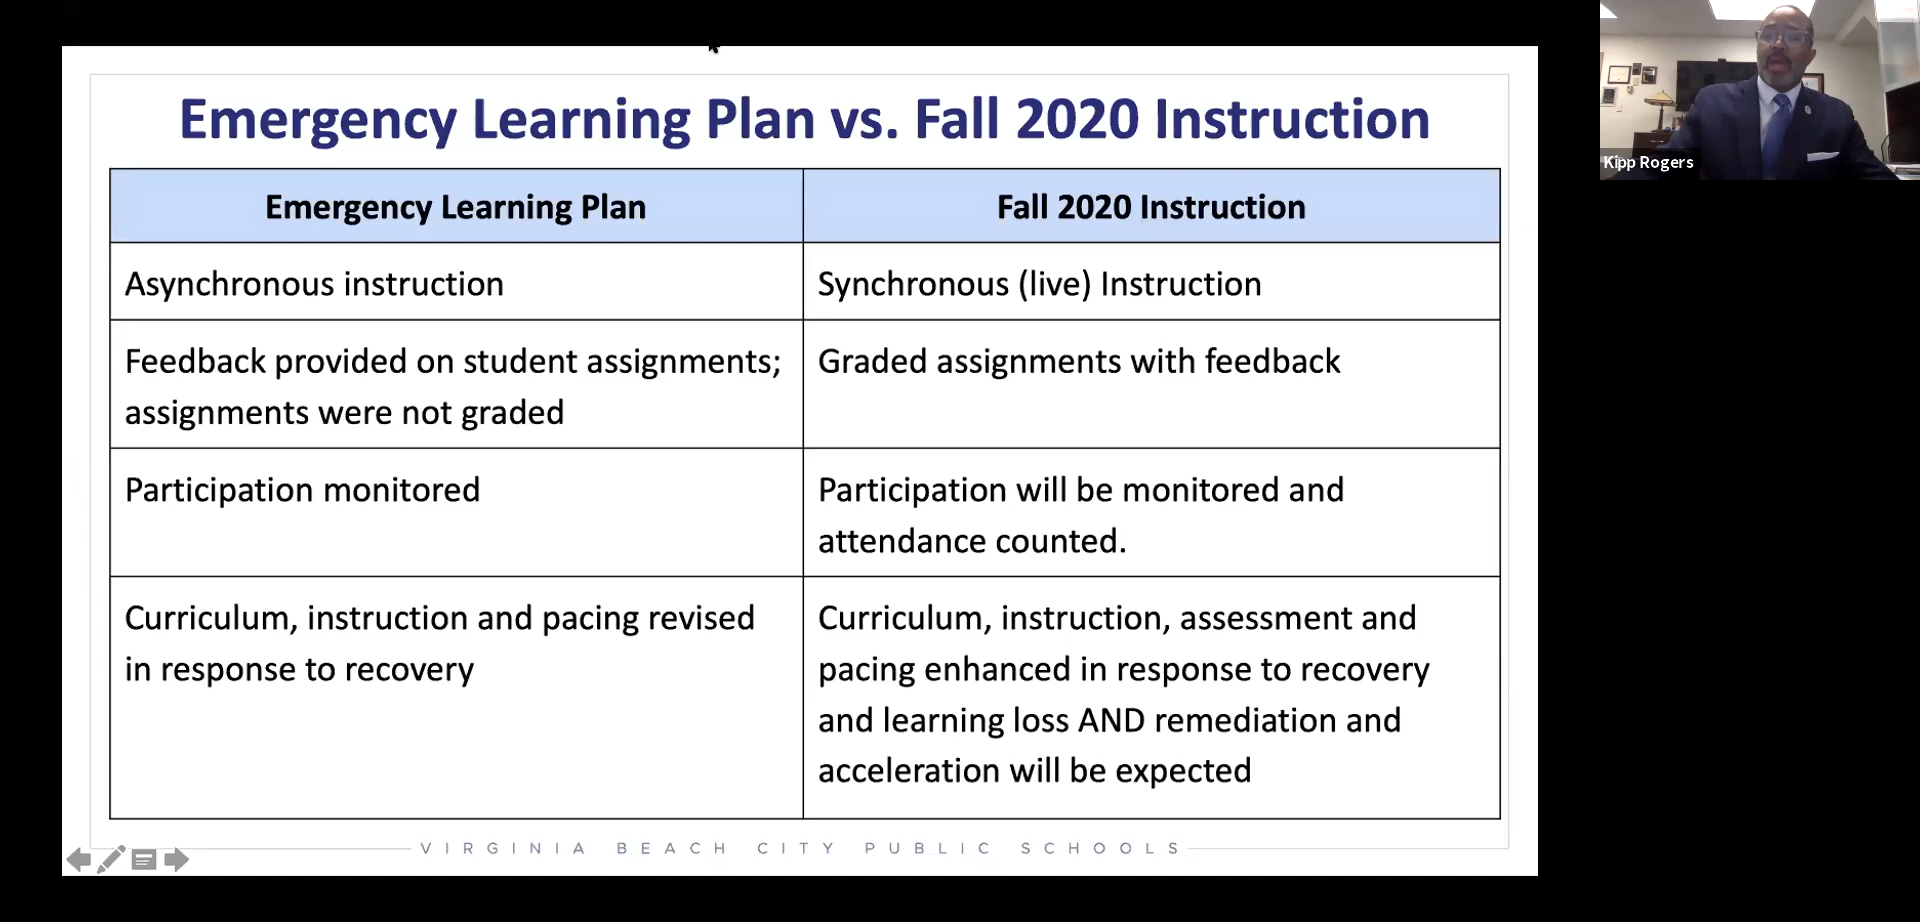 Emergency Learning Plan vs. Fall 2020 Instruction
Emergency Learning Plan
Fall 2020 Instruction
Asynchronous instruction
Synchronous (live) Instruction
Feedback provided on student assignments;
assignments were not graded
Graded assignments with feedback
Participation monitored
Participation will be monitored and
attendance counted.
Curriculum, instruction and pacing revised
in response to recovery
Curriculum, instruction, assessment and
pacing enhanced in response to recovery
and learning loss AND remediation and
acceleration will be expected
VIRGINIA BEACH CITY PUBLIC SCHOOLS
Kipp Rogers